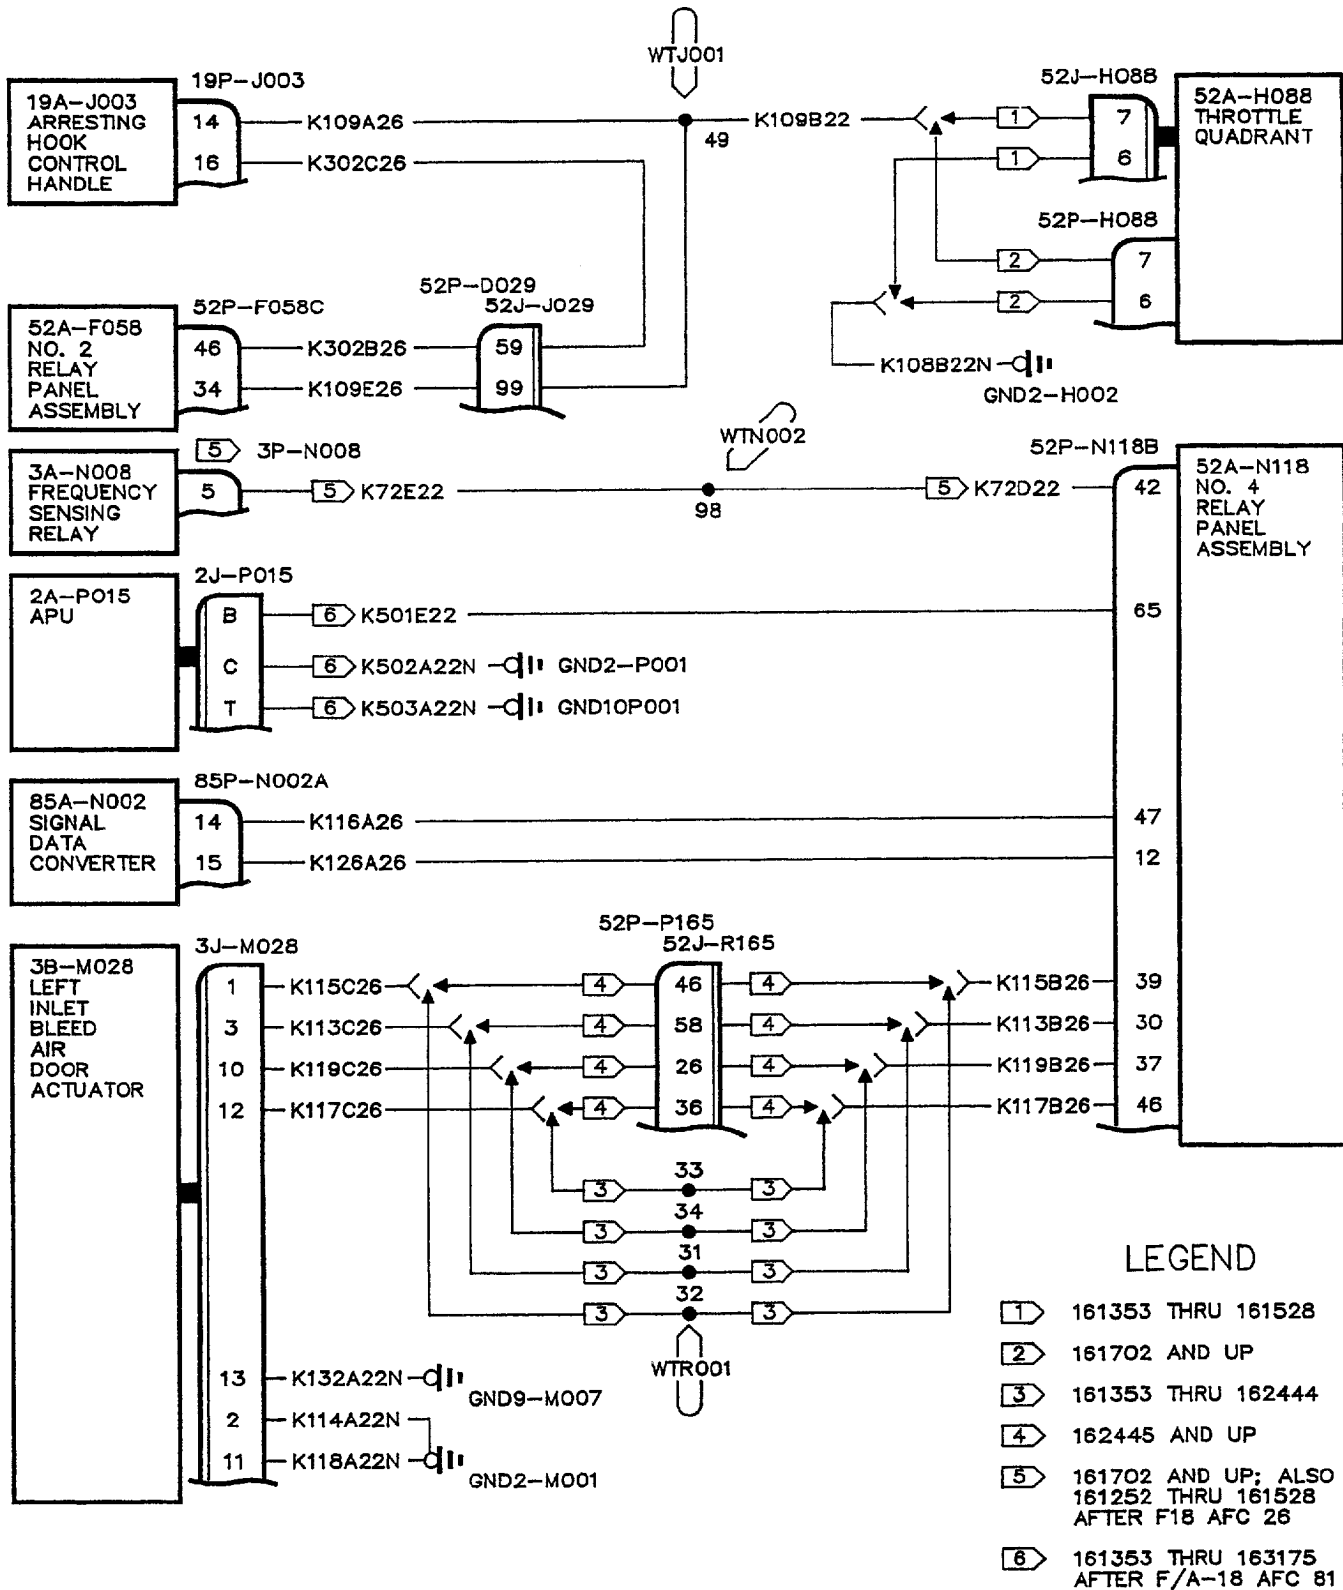 WTJ001
19P-J003
19A-J003
ARRESTING
HOOK
CONTROL
HANDLE
14
16
K109A26
K302C26
49
K109B22
1
1
52J-H088
7
6
52A-H088
THROTTLE
QUADRANT
52P-H088
2
2
7
6
K108B22N
GND2-H002
52P-F058C
52A-F058
NO. 2
RELAY
PANEL
ASSEMBLY
46
34
K302B26
K109E26
52P-D029
52J-J029
59
99
5 3P-N008
3A-N008
FREQUENCY
SENSING
RELAY
5
5 K72E22
WTN002
98
5 K72D22
52P-N118B
42
52A-N118
NO. 4
RELAY
PANEL
ASSEMBLY
2J-P015
2A-P015
APU
B 6 K501E22 65
C 6 K502A22N GND2-P001
T 6 K503A22N GND10P001
85P-N002A
85A-N002
SIGNAL
DATA
CONVERTER
14 K116A26 47
15 K126A26 12
52P-P165
52J-R165
3J-M028
3B-M028
LEFT
INLET
BLEED
AIR
DOOR
ACTUATOR
1 K115C26 4 46 4 K115B26 39
3 K113C26 4 58 4 K113B26 30
10 K119C26 4 26 4 K119B26 37
12 K117C26 4 36 4 K117B26 46
33
3 3
34
3 3
31
3 3
32
3 3
WTR001
13 K132A22N
GND9-M007
2 K114A22N
11 K118A22N
GND2-M001
LEGEND
1 161353 THRU 161528
2 161702 AND UP
3 161353 THRU 162444
4 162445 AND UP
5 161702 AND UP; ALSO
161252 THRU 161528
AFTER F18 AFC 26
6 161353 THRU 163175
AFTER F/A-18 AFC 81